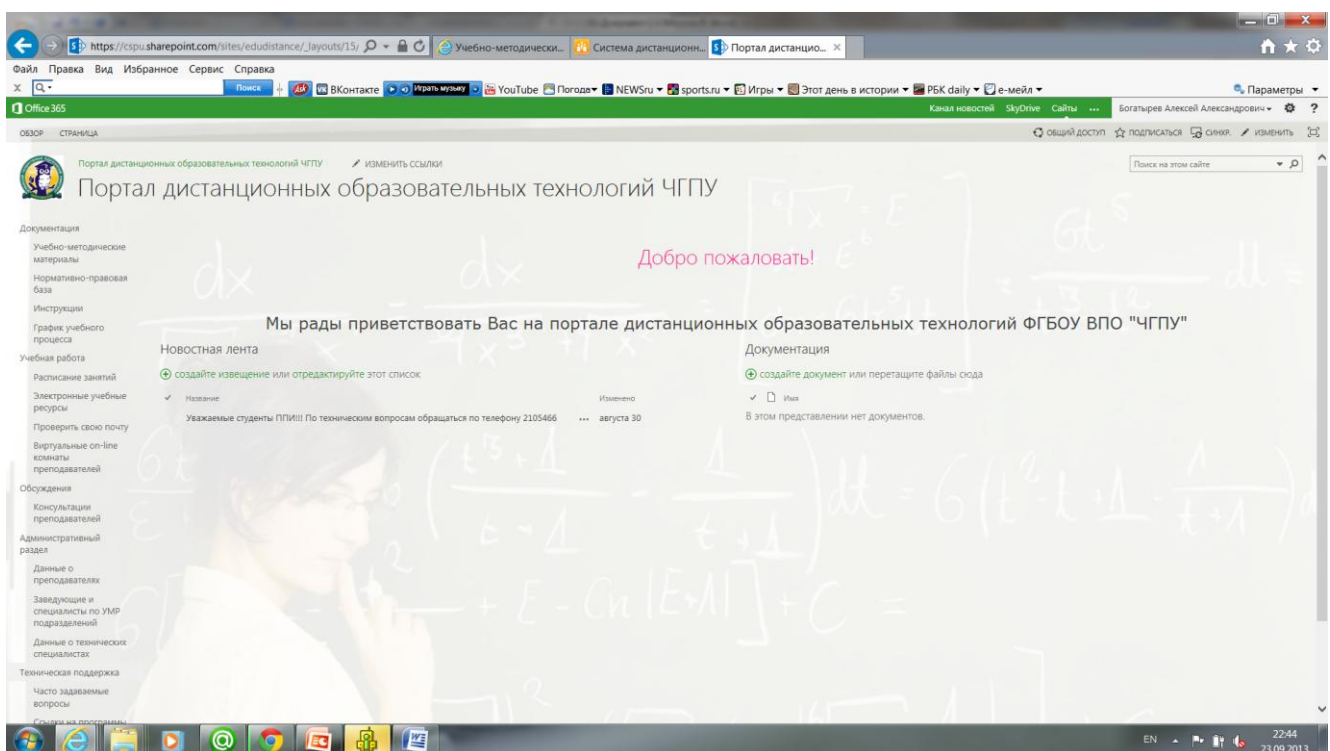 https://cspu.sharepoint.com/sites/edudistance/_layouts/15/
Учебно-методически...
Система дистанционн...
Портал дистанцио...
Файл Правка Вид Избранное Сервис Справка
Поиск
ВКонтакте
Играть музыку
YouTube
Погода
NEWSru
sports.ru
Игры
Этот день в истории
РБК daily
е-мейл
Параметры
Office 365
Канал новостей SkyDrive Сайты ...
Богатырев Алексей Александрович
ОБЗОР СТРАНИЦА
ОБЩИЙ ДОСТУП ПОДПИСАТЬСЯ СИНХР. ИЗМЕНИТЬ
Портал дистанционных образовательных технологий ЧГПУ
ИЗМЕНИТЬ ССЫЛКИ
Портал дистанционных образовательных технологий ЧГПУ
Поиск на этом сайте
Документация
Учебно-методические
материалы
Нормативно-правовая
база
Инструкции
График учебного
процесса
Учебная работа
Расписание занятий
Электронные учебные
ресурсы
Проверить свою почту
Виртуальные on-line
комнаты
преподавателей
Обсуждения
Консультации
преподавателей
Административный
раздел
Данные о
преподавателях
Заведующие и
специалисты по УМР
подразделений
Данные о технических
специалистах
Техническая поддержка
Часто задаваемые
вопросы
Ссылки на программы
Добро пожаловать!
Мы рады приветствовать Вас на портале дистанционных образовательных технологий ФГБОУ ВПО "ЧГПУ"
Новостная лента
создайте извещение или отредактируйте этот список
Название
Изменено
Уважаемые студенты ППИ!!! По техническим вопросам обращаться по телефону 2105466 ... августа 30
Документация
создайте документ или перетащите файлы сюда
Имя
В этом представлении нет документов.
EN
22:44
23.09.2013